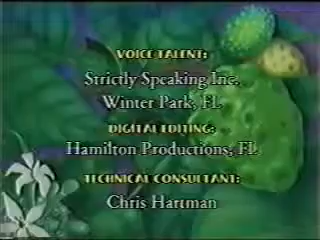 VOICE TALENT:
Strictly Speaking Inc.
Winter Park, FL
DIGITAL EDITING:
Hamilton Productions, FL
TECHNICAL CONSULTANT:
Chris Hartman